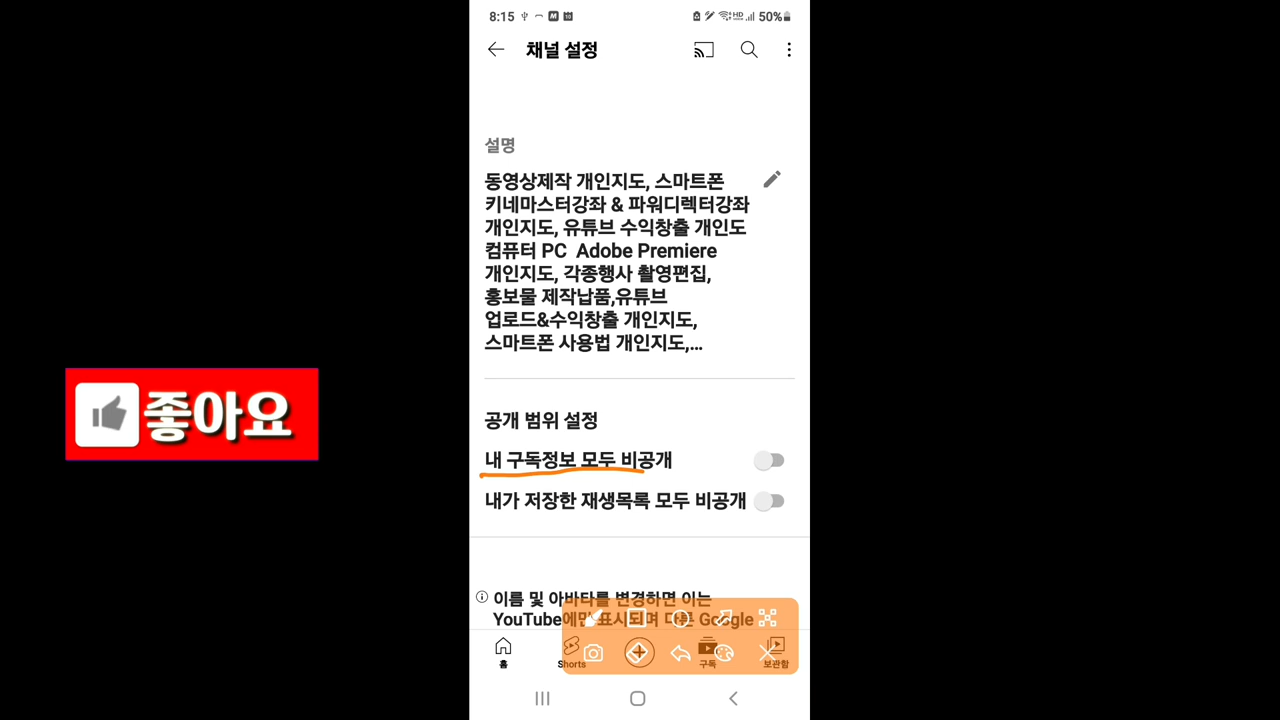 8:15
50%
채널 설정
설명
동영상제작 개인지도, 스마트폰
키네마스터강좌 & 파워디렉터강좌
개인지도, 유튜브 수익창출 개인도
컴퓨터 PC Adobe Premiere
개인지도, 각종행사 촬영편집,
홍보물 제작납품,유튜브
업로드&수익창출 개인지도,
스마트폰 사용법 개인지도,...
좋아요
공개 범위 설정
내 구독정보 모두 비공개
내가 저장한 재생목록 모두 비공개
이름 및 아바타를 변경하면 이는
YouTube에만 표시되며 다른 Google
홈
Shorts
구독
보관함